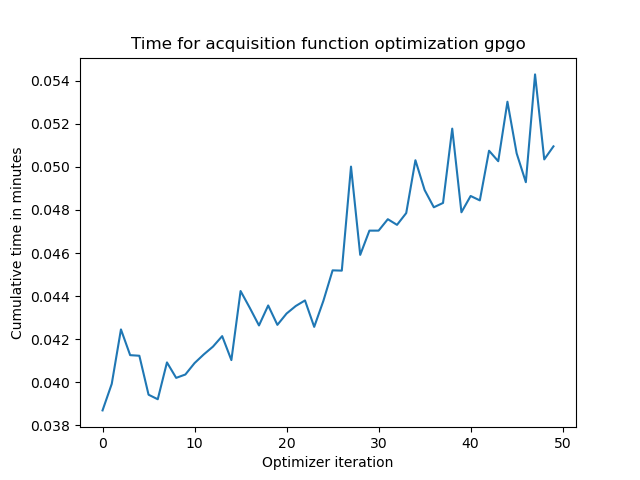 Time for acquisition function optimization gpgo
0.054
0.052
0.050
0.048
0.046
0.044
0.042
0.040
0.038
Cumulative time in minutes
0 10 20 30 40 50
Optimizer iteration